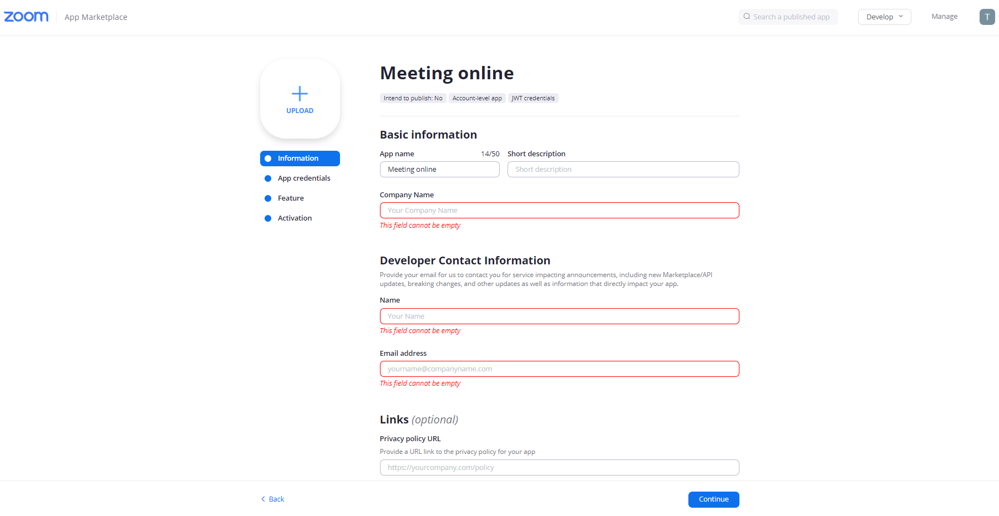 zoom
App Marketplace
Search a published app
Develop
Manage
T
UPLOAD
Information
App credentials
Feature
Activation
Meeting online
Intend to publish: No
Account-level app
JWT credentials
Basic information
App name
14/50
Short description
Meeting online
Short description
Company Name
Your Company Name
This field cannot be empty
Developer Contact Information
Provide your email for us to contact you for service impacting announcements, including new Marketplace/API
updates, breaking changes, and other updates as well as information that directly impact your app.
Name
Your Name
This field cannot be empty
Email address
yourname@companyname.com
This field cannot be empty
Links (optional)
Privacy policy URL
Provide a URL link to the privacy policy for your app
https://yourcompany.com/policy
Back
Continue